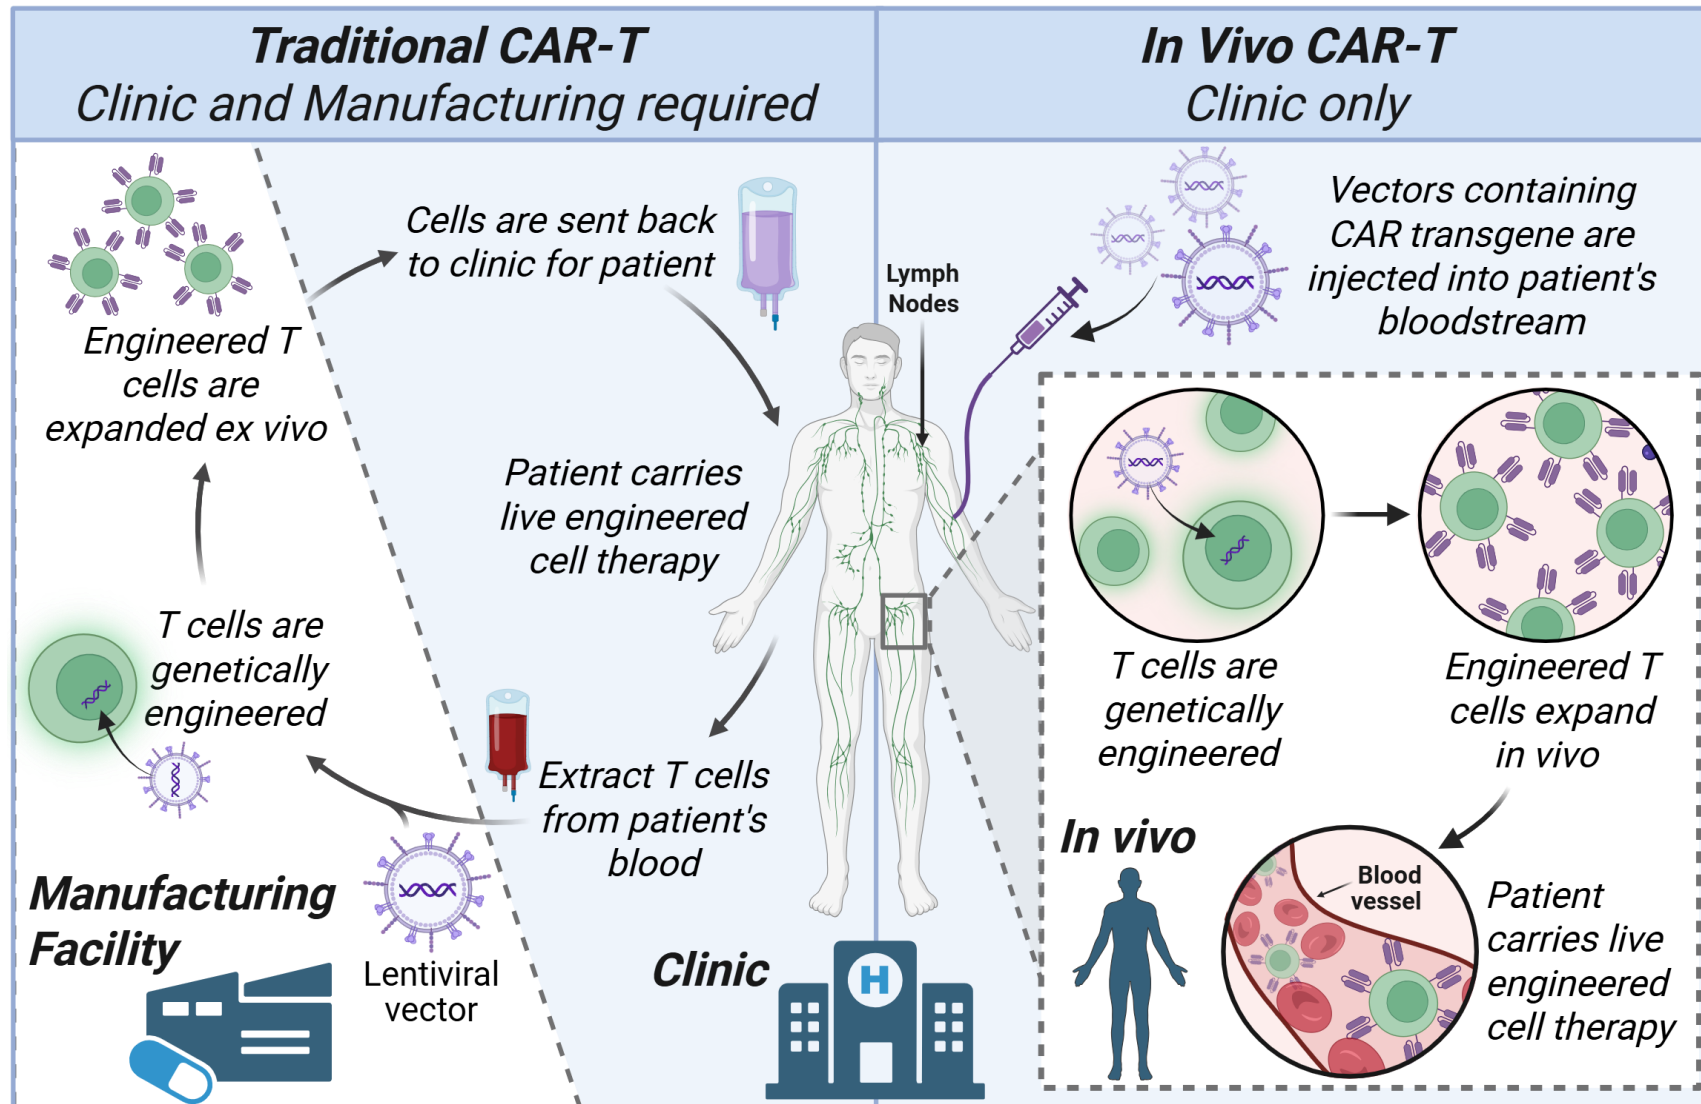 Traditional CAR-T
Clinic and Manufacturing required
In Vivo CAR-T
Clinic only
Engineered T
cells are
expanded ex vivo
Cells are sent back
to clinic for patient
Patient carries
live engineered
cell therapy
T cells are
genetically
engineered
Extract T cells
from patient's
blood
Manufacturing
Facility
Lentiviral
vector
Clinic
H
Lymph
Nodes
Vectors containing
CAR transgene are
injected into patient's
bloodstream
T cells are
genetically
engineered
Engineered T
cells expand
in vivo
In vivo
Blood
vessel
Patient
carries live
engineered
cell therapy